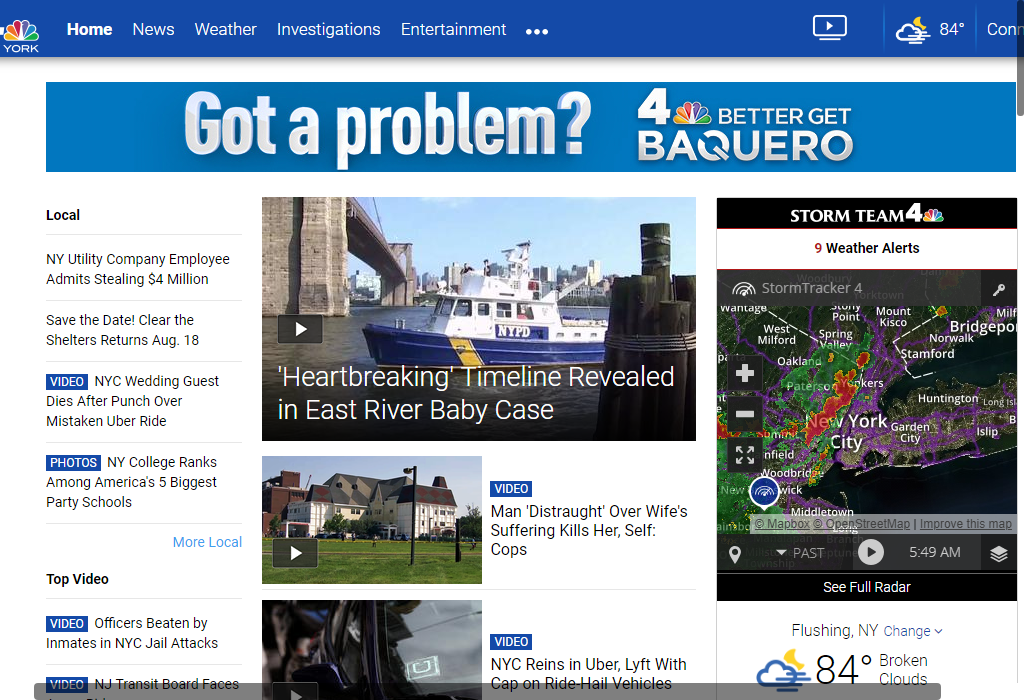 YORK
Home News Weather Investigations Entertainment
84°
Conn
Got a problem?
4 BETTER GET
BAQUERO
Local
NY Utility Company Employee
Admits Stealing $4 Million
Save the Date! Clear the
Shelters Returns Aug. 18
VIDEO NYC Wedding Guest
Dies After Punch Over
Mistaken Uber Ride
PHOTOS NY College Ranks
Among America's 5 Biggest
Party Schools
More Local
Top Video
VIDEO Officers Beaten by
Inmates in NYC Jail Attacks
VIDEO NJ Transit Board Faces
NYPD
'Heartbreaking' Timeline Revealed
in East River Baby Case
VIDEO
Man 'Distraught' Over Wife's
Suffering Kills Her, Self:
Cops
VIDEO
NYC Reins in Uber, Lyft With
Cap on Ride-Hail Vehicles
STORM TEAM 4
9 Weather Alerts
StormTracker 4
Woodbury
Yorktown
Wantage
Stony
Point
Mount
Kisco
Milf
Bridgepor
West
Milford
Spring
Valley
Norwalk
Stamford
Oakland
Paterson
Yonkers
Huntington
Long Isl
New York
City
Garden
City
Islip
Summit
nfield
Woodbridge
New
wick
Middletown
Long
© Mapbox © OpenStreetMap | Improve this map
PAST
5:49 AM
See Full Radar
Flushing, NY Change
84° Broken
Clouds